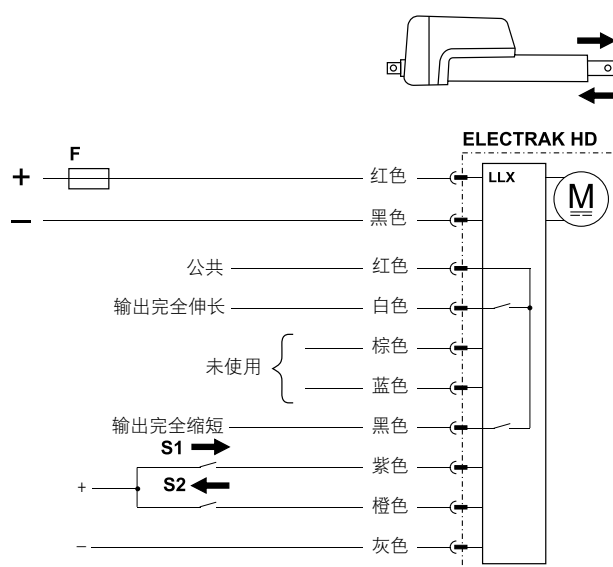 ELECTRAK HD
F
+ 红色 LLX M
− 黑色
公共 红色
输出完全伸长 白色
棕色
未使用
蓝色
输出完全缩短 黑色
S1
紫色
S2
+
橙色
− 灰色